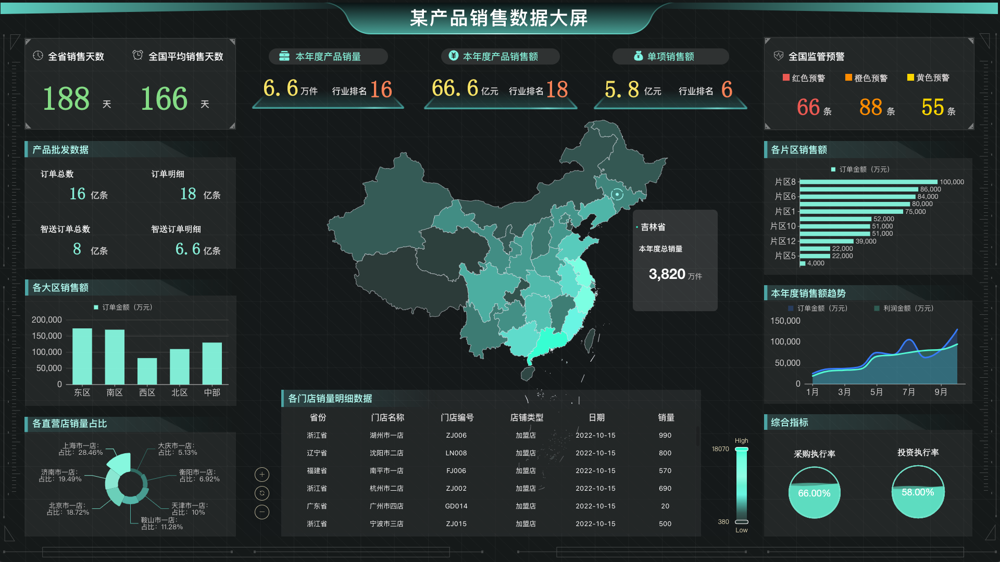 某产品销售数据大屏
全省销售天数
全国平均销售天数
188 天
166 天
本年度产品销量
6.6 万件 行业排名 16
本年度产品销售额
66.6 亿元 行业排名 18
单项销售额
5.8 亿元 行业排名 6
全国监管预警
红色预警 橙色预警 黄色预警
66 条 88 条 55 条
产品批发数据
订单总数 订单明细
16 亿条 18 亿条
智送订单总数 智送订单明细
8 亿条 6.6 亿条
各大区销售额
订单金额（万元）
200,000
150,000
100,000
50,000
0
东区 南区 西区 北区 中部
各直营店销量占比
上海市一店：
占比：28.46%
大庆市一店：
占比：5.13%
济南市一店：
占比：19.49%
衡阳市一店：
占比：6.92%
北京市一店：
占比：18.72%
天津市一店：
占比：10%
鞍山市一店：
占比：11.28%
吉林省
本年度总销量
3,820 万件
各门店销量明细数据
省份 门店名称 门店编号 店铺类型 日期 销量
浙江省 湖州市一店 ZJ006 加盟店 2022-10-15 990
辽宁省 沈阳市二店 LN008 加盟店 2022-10-15 800
福建省 南平市一店 FJ006 加盟店 2022-10-15 570
浙江省 杭州市二店 ZJ002 加盟店 2022-10-15 690
广东省 广州市四店 GD014 加盟店 2022-10-15 20
浙江省 宁波市三店 ZJ015 加盟店 2022-10-15 500
High
18070
380
Low
各片区销售额
订单金额（万元）
片区8 100,000
86,000
片区6 84,000
80,000
片区1 75,000
52,000
片区10 51,000
51,000
片区12 39,000
22,000
片区5 22,000
4,000
本年度销售额趋势
订单金额（万元） 利润金额（万元）
150,000
100,000
50,000
0
1月 3月 5月 7月 9月
综合指标
采购执行率 投资执行率
66.00% 58.00%